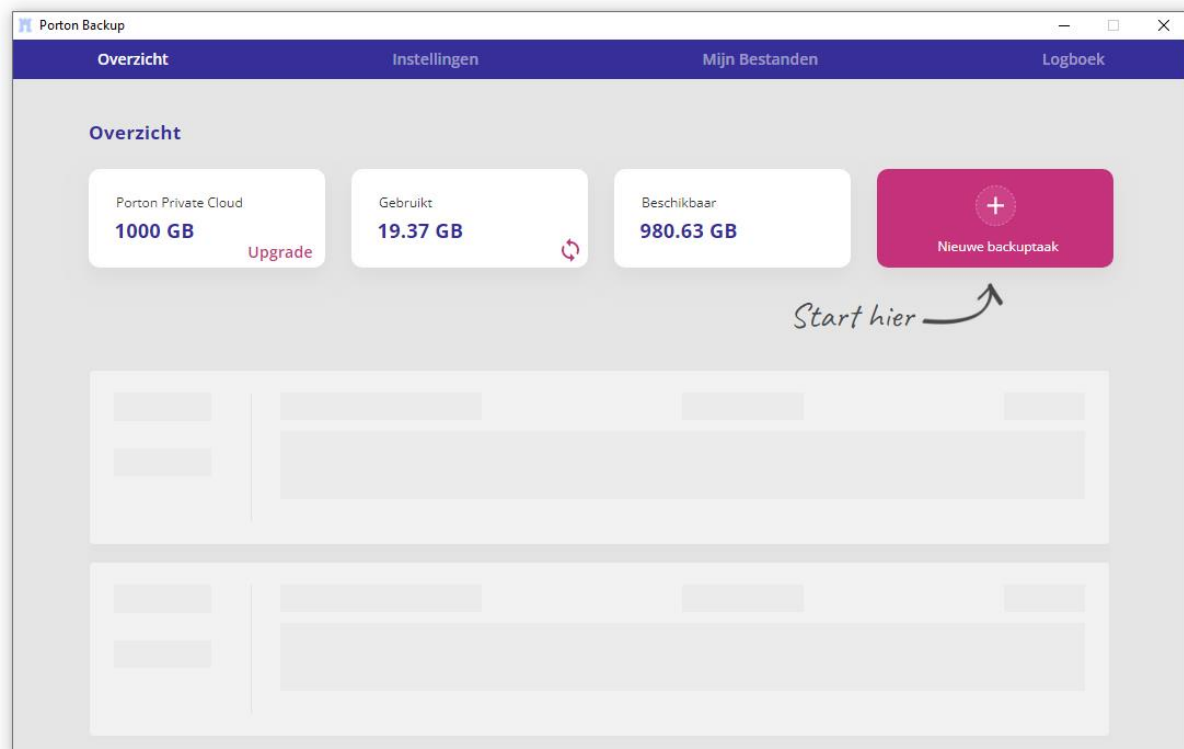 Porton Backup
Overzicht
Instellingen
Mijn Bestanden
Logboek
Overzicht
Porton Private Cloud
1000 GB
Upgrade
Gebruikt
19.37 GB
Beschikbaar
980.63 GB
Nieuwe backuptaak
Start hier